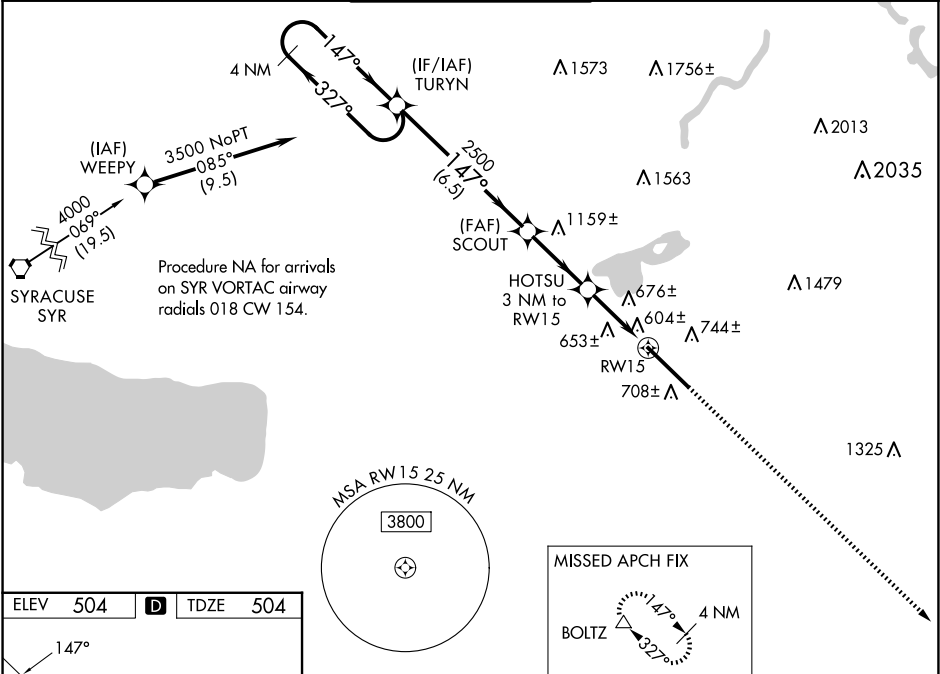 147°
4 NM
327°
(IF/IAF)
TURYN
1573
1756±
2013
2035
(IAF)
WEEPY
3500 NoPT
085°
(9.5)
2500
147°
(6.5)
1563
4000
069°
(19.5)
(FAF)
SCOUT
1159±
SYRACUSE
SYR
Procedure NA for arrivals
on SYR VORTAC airway
radials 018 CW 154.
HOTSU
3 NM to
RW15
676±
1479
653±
604±
744±
RW15
708±
1325
MSA RW15 25 NM
3800
MISSED APCH FIX
147°
4 NM
BOLTZ
327°
ELEV 504 D TDZE 504
147°